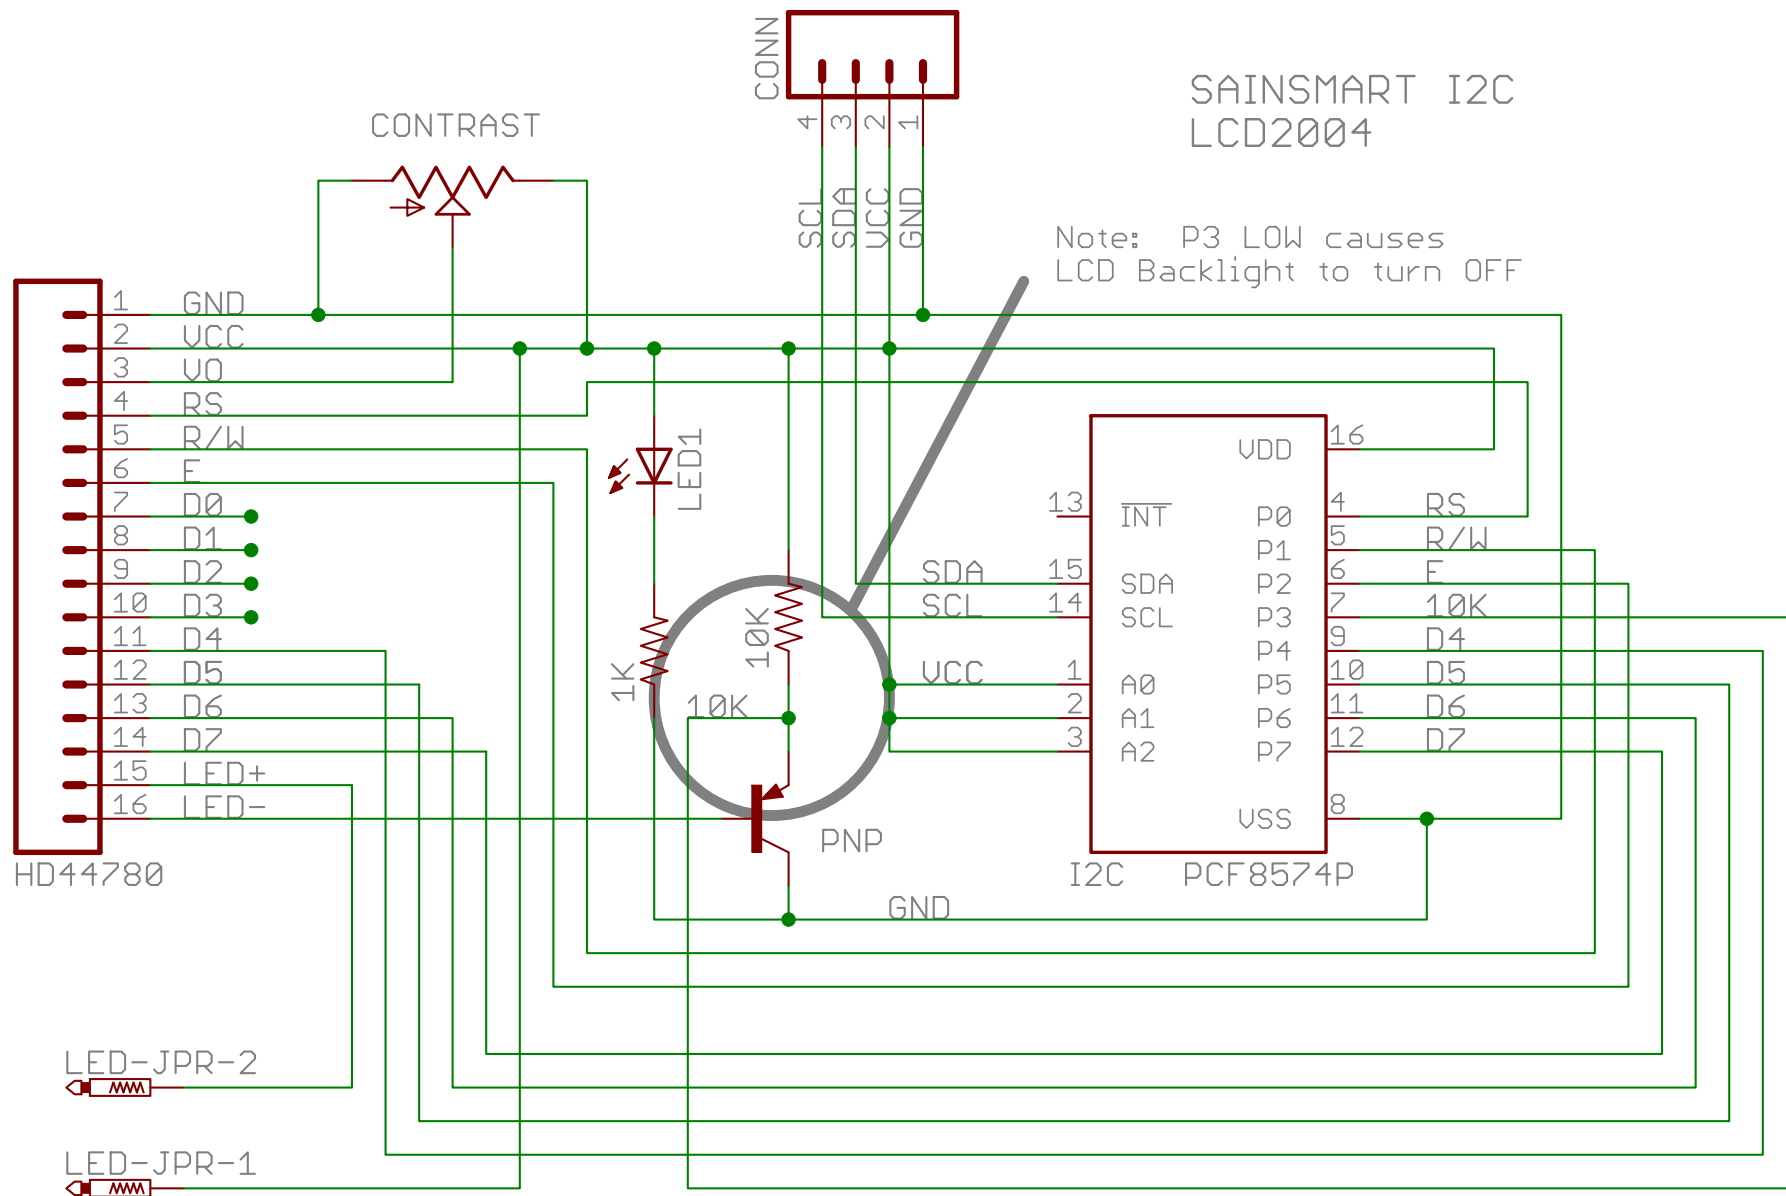 CONN
4 3 2 1
SCL SDA VCC GND
SAINSMART I2C
LCD2004
CONTRAST
Note: P3 LOW causes
LCD Backlight to turn OFF
1 GND
2 VCC
3 VO
4 RS
5 R/W
6 E
7 D0
8 D1
9 D2
10 D3
11 D4
12 D5
13 D6
14 D7
15 LED+
16 LED-
HD44780
LED1
1K
10K
10K
PNP
GND
SDA
SCL
VCC
13 INT
15 SDA
14 SCL
1 A0
2 A1
3 A2
VDD 16
P0 4 RS
P1 5 R/W
P2 6 E
P3 7 10K
P4 9 D4
P5 10 D5
P6 11 D6
P7 12 D7
VSS 8
I2C PCF8574P
LED-JPR-2
LED-JPR-1